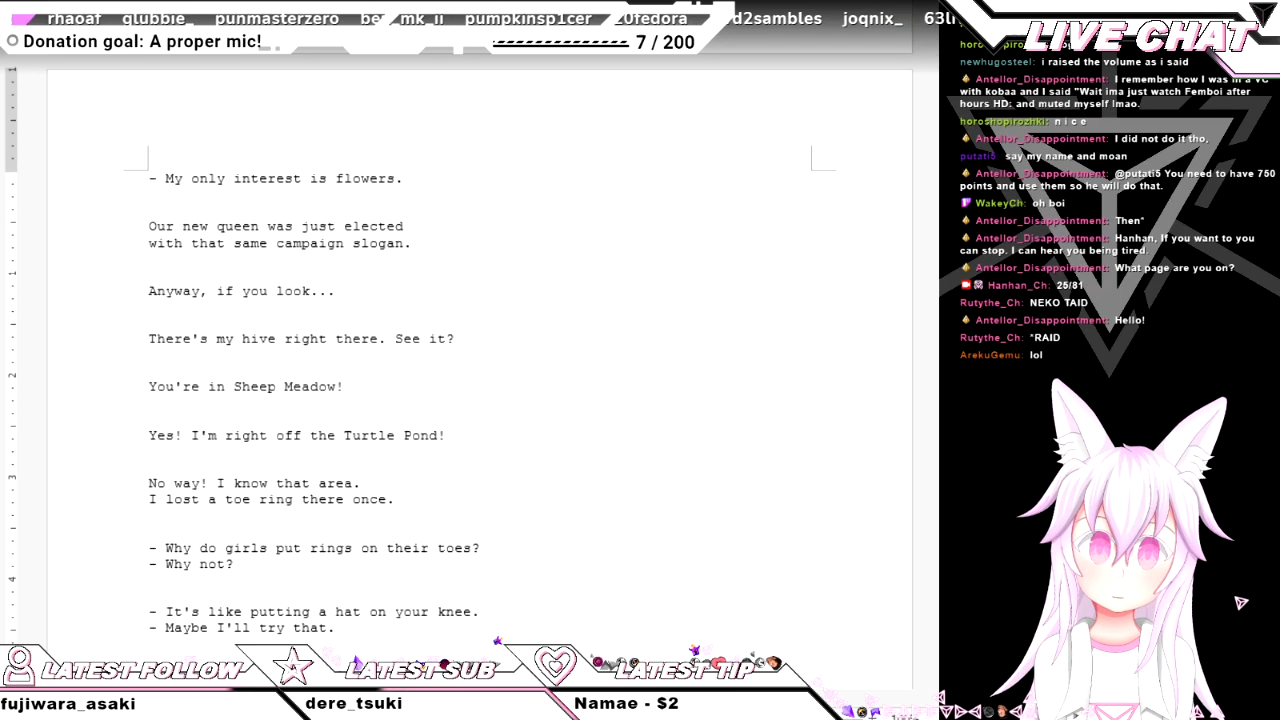 rhaoaf qlubbie_ punmasterzero mk_ii pumpkinsp1cer 20fedora d2sambles joqnix_
Donation goal: A proper mic!
7 / 200
- My only interest is flowers.
Our new queen was just elected
with that same campaign slogan.
Anyway, if you look...
There's my hive right there. See it?
You're in Sheep Meadow!
Yes! I'm right off the Turtle Pond!
No way! I know that area.
I lost a toe ring there once.
- Why do girls put rings on their toes?
- Why not?
- It's like putting a hat on your knee.
- Maybe I'll try that.
LIVE CHAT
newhugosteel: i raised the volume as i said
Antellor_Disappointment: I remember how I was in a VC
with kobaa and I said "Wait ima just watch Femboi after
hours HD: and muted myself lmao.
horoshopirozhki: n i c e
Antellor_Disappointment: I did not do it tho,
putati5: say my name and moan
Antellor_Disappointment: @putati5 You need to have 750
points and use them so he will do that.
WakeyCh: oh boi
Antellor_Disappointment: Then*
Antellor_Disappointment: Hanhan, If you want to you
can stop. I can hear you being tired.
Antellor_Disappointment: What page are you on?
Hanhan_Ch: 25/81
Rutythe_Ch: NEKO TAID
Antellor_Disappointment: Hello!
Rutythe_Ch: *RAID
ArekuGemu: lol
LATEST FOLLOW
LATEST SUB
LATEST TIP
fujiwara_asaki
dere_tsuki
Namae - $2